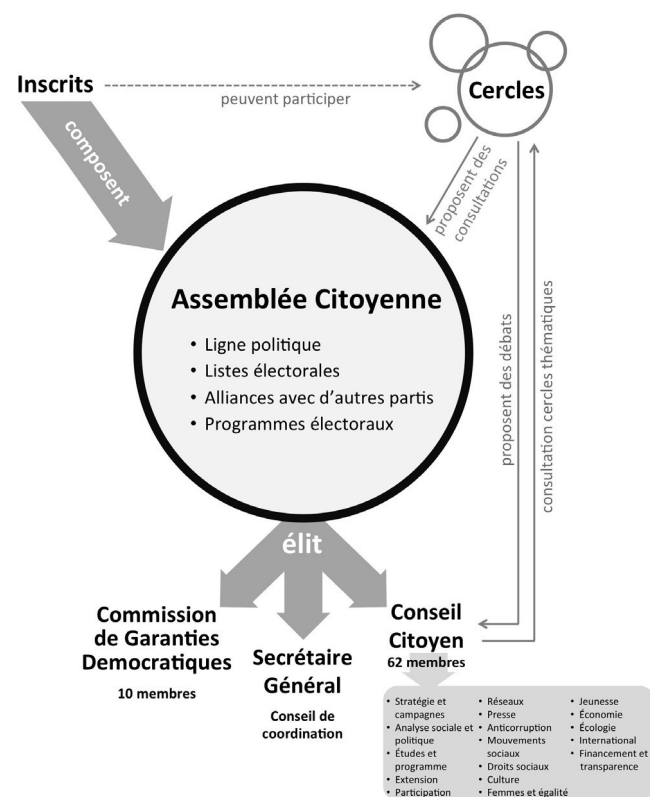 Inscrits
peuvent participer
Cercles
composent
proposent des
consultations
Assemblée Citoyenne
• Ligne politique
• Listes électorales
• Alliances avec d'autres partis
• Programmes électoraux
proposent des débats
consultation cercles thématiques
élit
Commission
de Garanties
Democratiques
10 membres
Secrétaire
Général
Conseil de
coordination
Conseil
Citoyen
62 membres
• Stratégie et
campagnes
• Analyse sociale et
politique
• Études et
programme
• Extension
• Participation
• Réseaux
• Presse
• Anticorruption
• Mouvements
sociaux
• Droits sociaux
• Culture
• Femmes et égalité
• Jeunesse
• Économie
• Écologie
• International
• Financement et
transparence